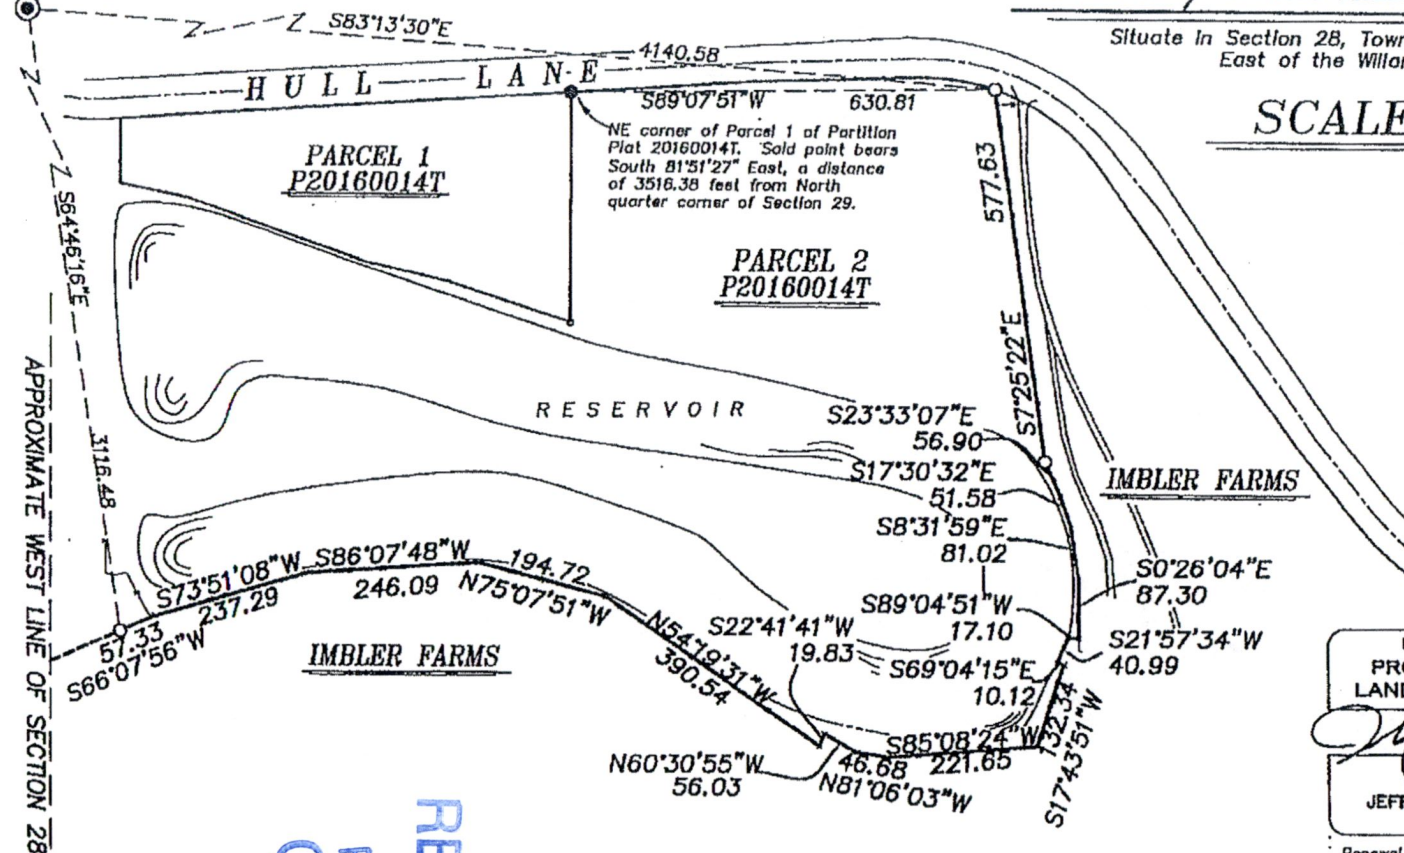 S83°13'30"E
4140.58
Situate in Section 28, Town
East of the Willa
HULL LANE
S89°07'51"W 630.81
SCALE
NE corner of Parcel 1 of Partition
Plat 20160014T. Said point bears
South 81°51'27" East, a distance
of 3516.38 feet from North
quarter corner of Section 29.
PARCEL 1
P20160014T
577.63
S64°46'16"E
PARCEL 2
P20160014T
S7°25'22"E
RESERVOIR
S23°33'07"E
56.90
S17°30'32"E
51.58
IMBLER FARMS
3116.48
S8°31'59"E
81.02
S0°26'04"E
87.30
S73°51'08"W
237.29
S86°07'48"W
246.09
194.72
N75°07'51"W
S89°04'51"W
17.10
S22°41'41"W
19.83
S21°57'34"W
40.99
57.33
S66°07'56"W
IMBLER FARMS
N54°19'31"W
390.54
S69°04'15"E
10.12
132.34
S17°43'51"W
S85°08'24"W
221.65
N60°30'55"W
56.03
46.68
N81°06'03"W
APPROXIMATE WEST LINE OF SECTION 28
PRO
LAND
JEFF
RE